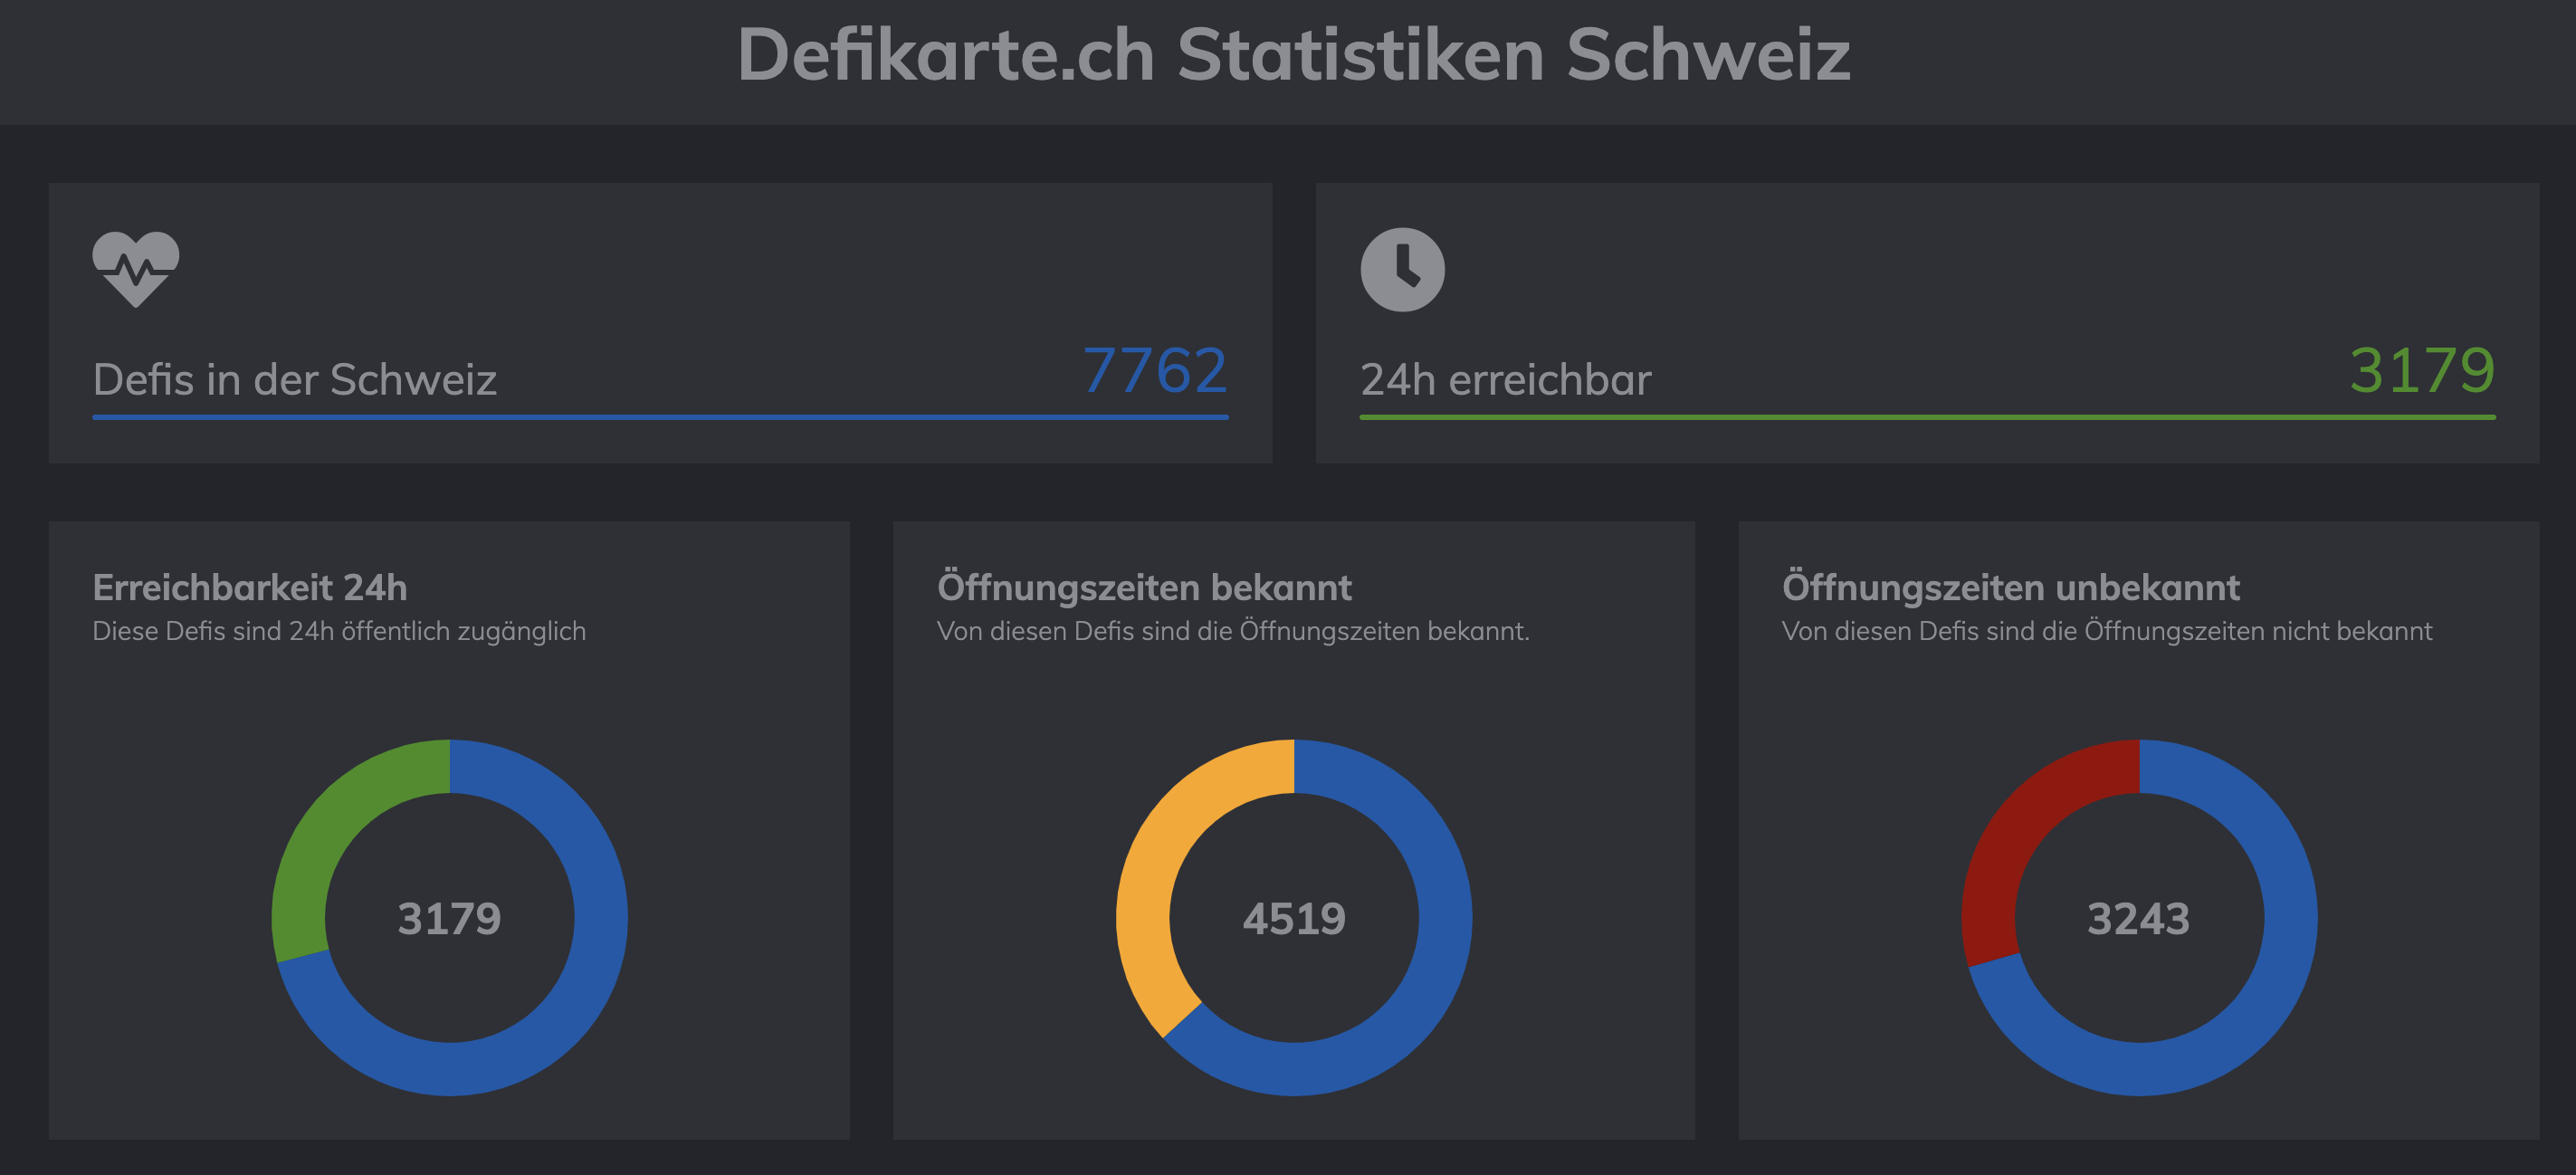 Defikarte.ch Statistiken Schweiz
Defis in der Schweiz 7762
24h erreichbar 3179
Erreichbarkeit 24h
Diese Defis sind 24h öffentlich zugänglich
3179
Öffnungszeiten bekannt
Von diesen Defis sind die Öffnungszeiten bekannt.
4519
Öffnungszeiten unbekannt
Von diesen Defis sind die Öffnungszeiten nicht bekannt
3243